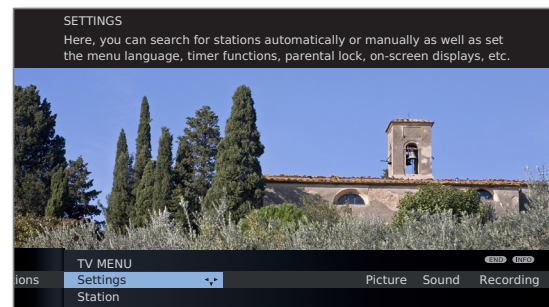 SETTINGS
Here, you can search for stations automatically or manually as well as set
the menu language, timer functions, parental lock, on-screen displays, etc.
TV MENU
END INFO
ions Settings Picture Sound Recording
Station